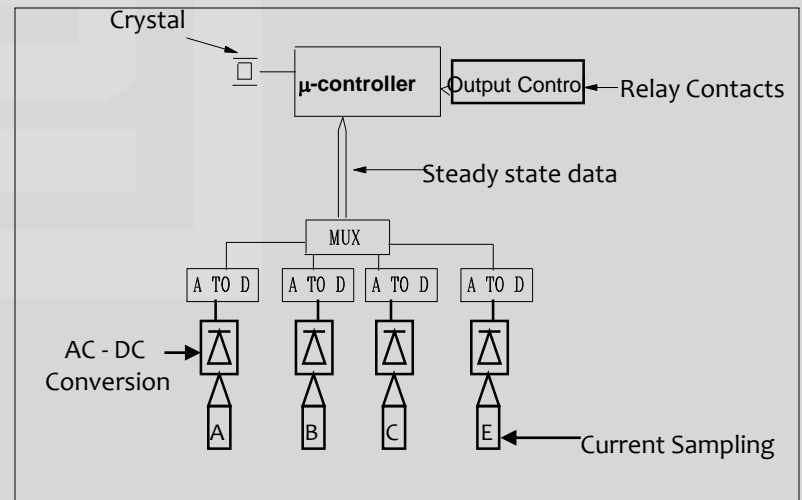 Crystal
μ-controller
Output Contro
Relay Contacts
Steady state data
MUX
A TO D
A TO D
A TO D
A TO D
AC - DC
Conversion
A
B
C
E
Current Sampling